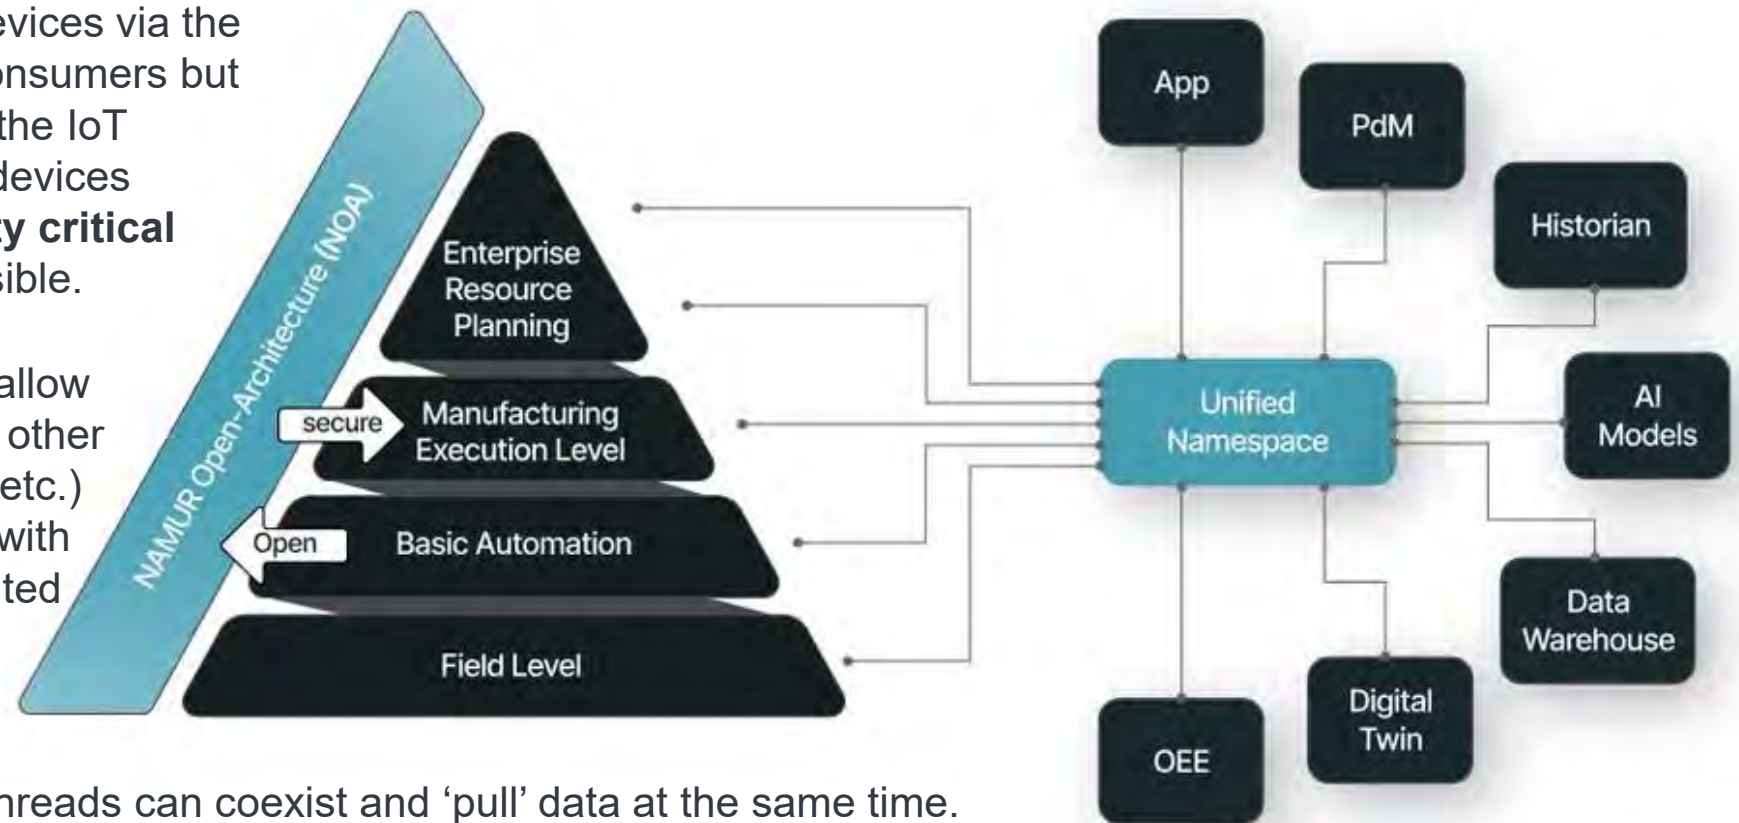 evices via the
onsumers but
the IoT
devices
ty critical
sible.
allow
other
etc.)
with
ted
hreads can coexist and ‘pull’ data at the same time.
NAMUR Open-Architecture (NOA)
Enterprise
Resource
Planning
secure
Manufacturing
Execution Level
Open
Basic Automation
Field Level
App
PdM
Historian
Unified
Namespace
AI
Models
Data
Warehouse
Digital
Twin
OEE